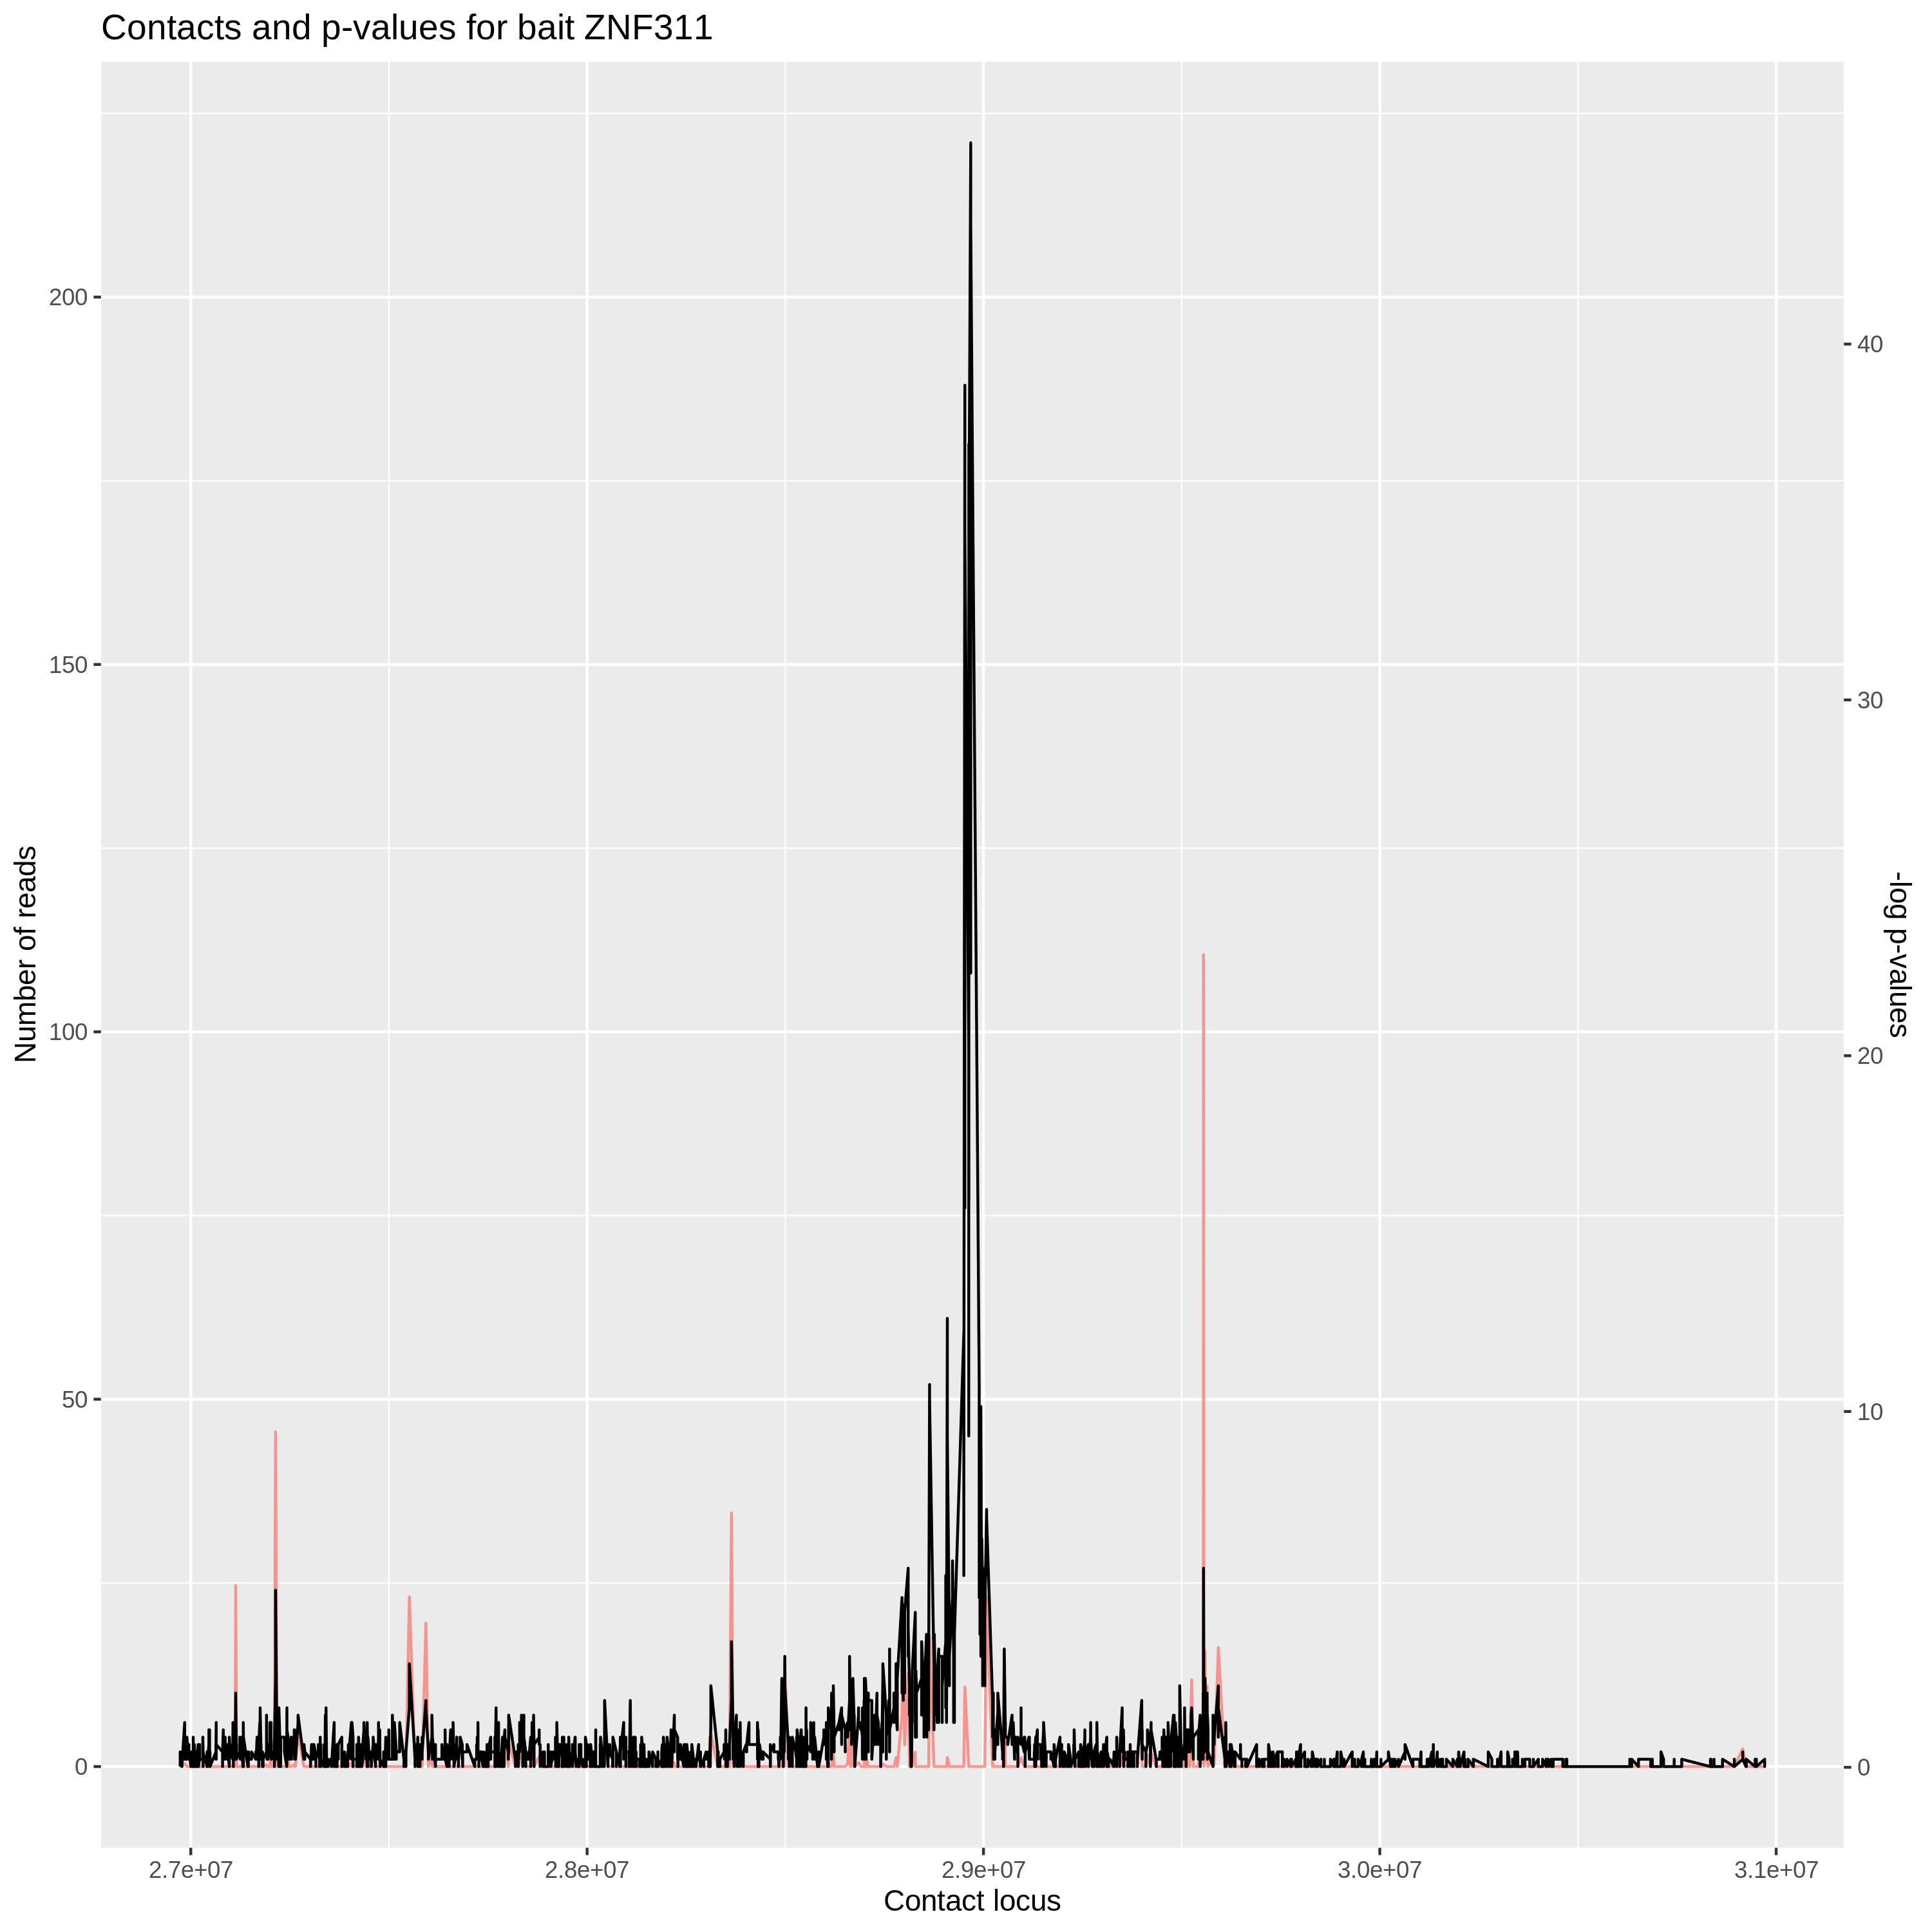 Contacts and p-values for bait ZNF311
Number of reads
200
150
100
50
0
40
30
20
10
0
-log p-values
2.7e+07
2.8e+07
2.9e+07
3.0e+07
3.1e+07
Contact locus